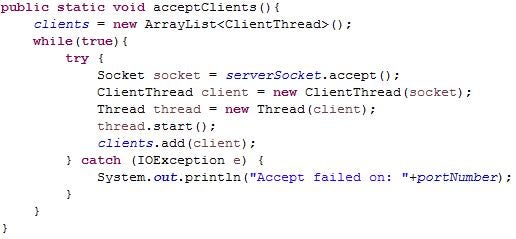 public static void acceptClients(){
    clients = new ArrayList<ClientThread>();
    while(true){
        try {
            Socket socket = serverSocket.accept();
            ClientThread client = new ClientThread(socket);
            Thread thread = new Thread(client);
            thread.start();
            clients.add(client);
        } catch (IOException e) {
            System.out.println("Accept failed on: "+portNumber);
        }
    }
}